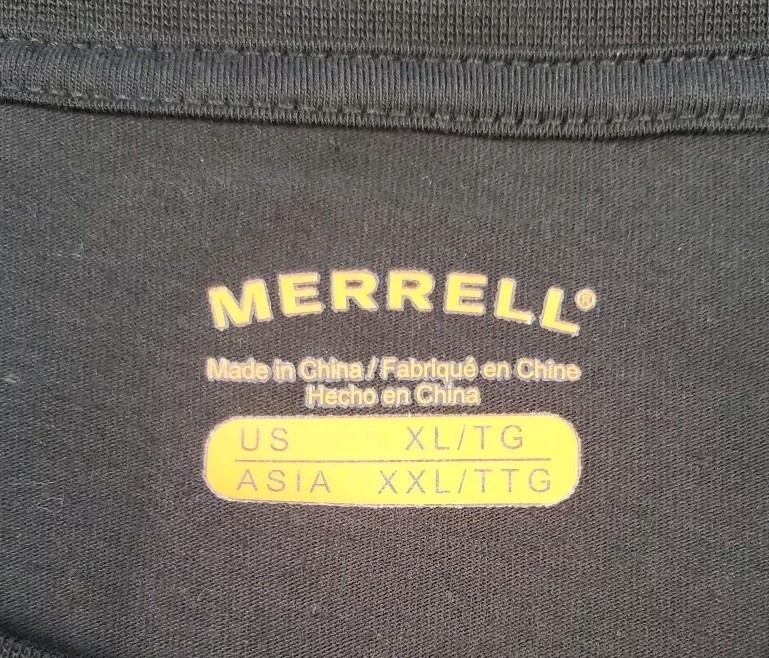 MERRELL®
Made in China / Fabriqué en Chine
Hecho en China
US XL/TG
ASIA XXL/TTG